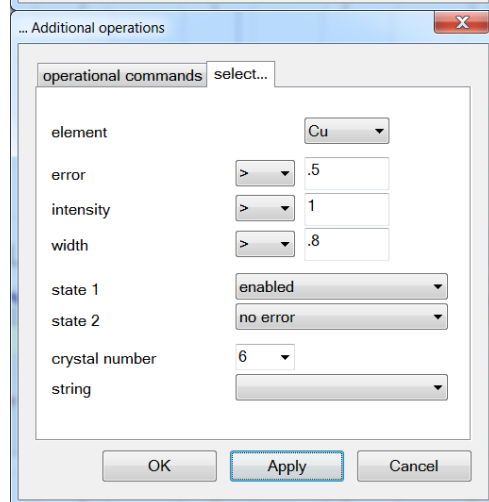 ... Additional operations
operational commands select...
element Cu
error > .5
intensity > 1
width > .8
state 1 enabled
state 2 no error
crystal number 6
string
OK Apply Cancel